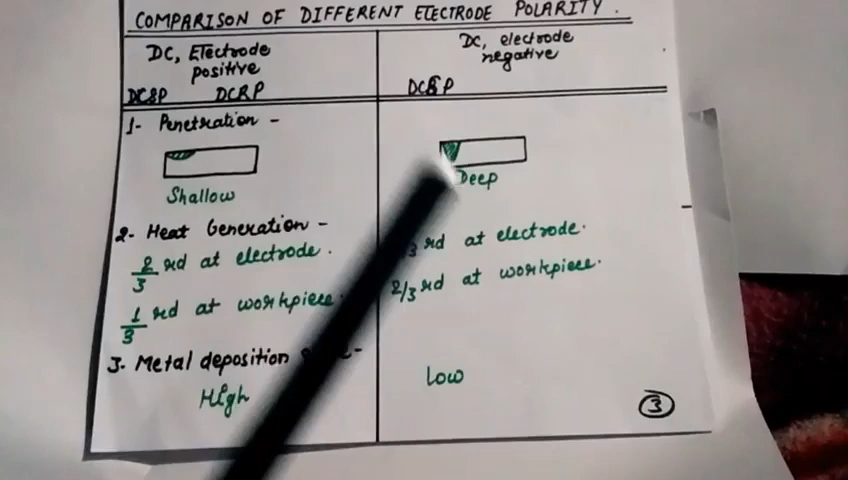 COMPARISON OF DIFFERENT ELECTRODE POLARITY.
DC, Electrode
positive
DCSP DCRP
DC, electrode
negative
1- Penetration -
Shallow
Deep
2- Heat Generation -
2/3 rd at electrode.
1/3 rd at workpiece.
rd at electrode.
2/3 rd at workpiece.
3- Metal deposition
High
Low
3